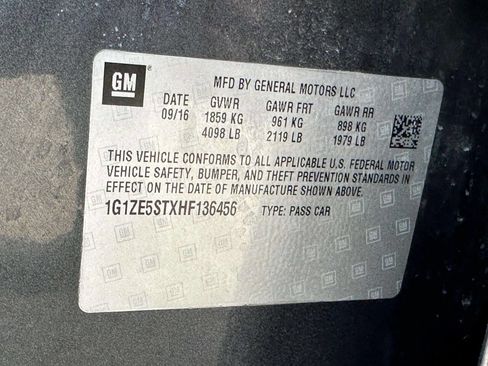 GM
MFD BY GENERAL MOTORS LLC
DATE GVWR GAWR FRT GAWR RR
09/16 1859 KG 961 KG 898 KG
4098 LB 2119 LB 1979 LB
THIS VEHICLE CONFORMS TO ALL APPLICABLE U.S. FEDERAL MOTOR
VEHICLE SAFETY, BUMPER, AND THEFT PREVENTION STANDARDS IN
EFFECT ON THE DATE OF MANUFACTURE SHOWN ABOVE.
1G1ZE5STXHF136456 TYPE: PASS CAR